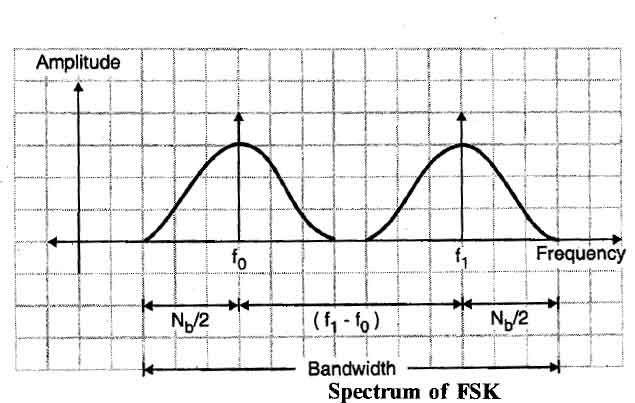 Amplitude
f0
f1
Frequency
Nb/2
(f1 - f0)
Nb/2
Bandwidth
Spectrum of FSK